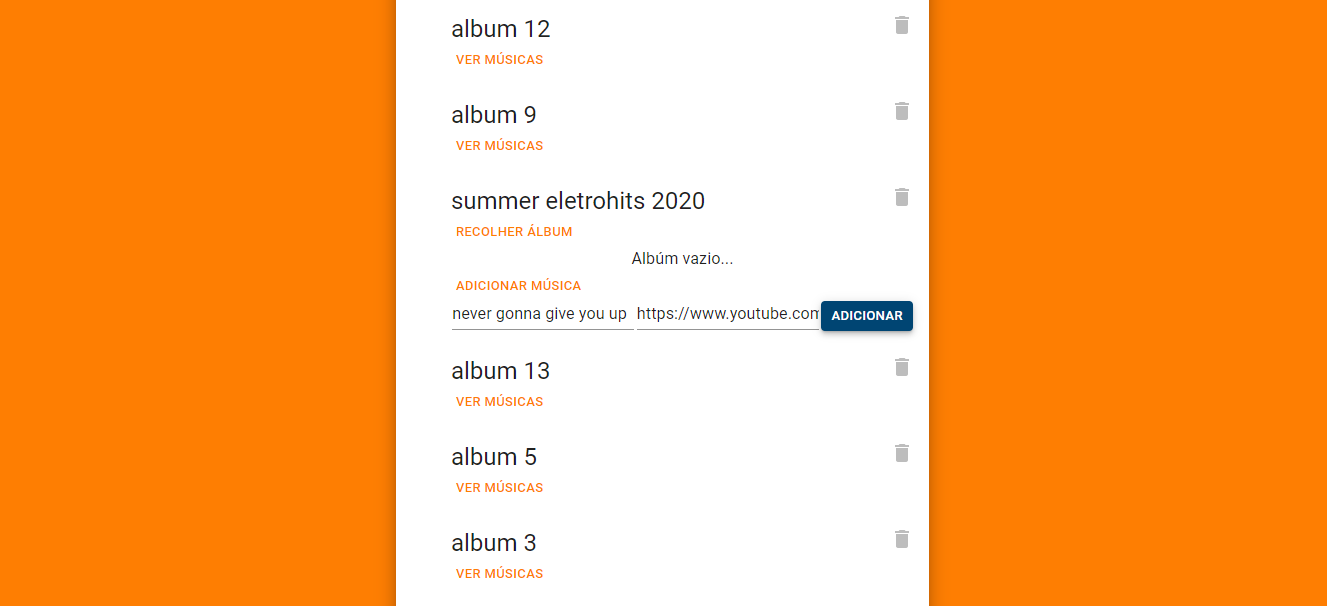 album 12
VER MÚSICAS
album 9
VER MÚSICAS
summer eletrohits 2020
RECOLHER ÁLBUM
Albúm vazio...
ADICIONAR MÚSICA
never gonna give you up https://www.youtube.com ADICIONAR
album 13
VER MÚSICAS
album 5
VER MÚSICAS
album 3
VER MÚSICAS